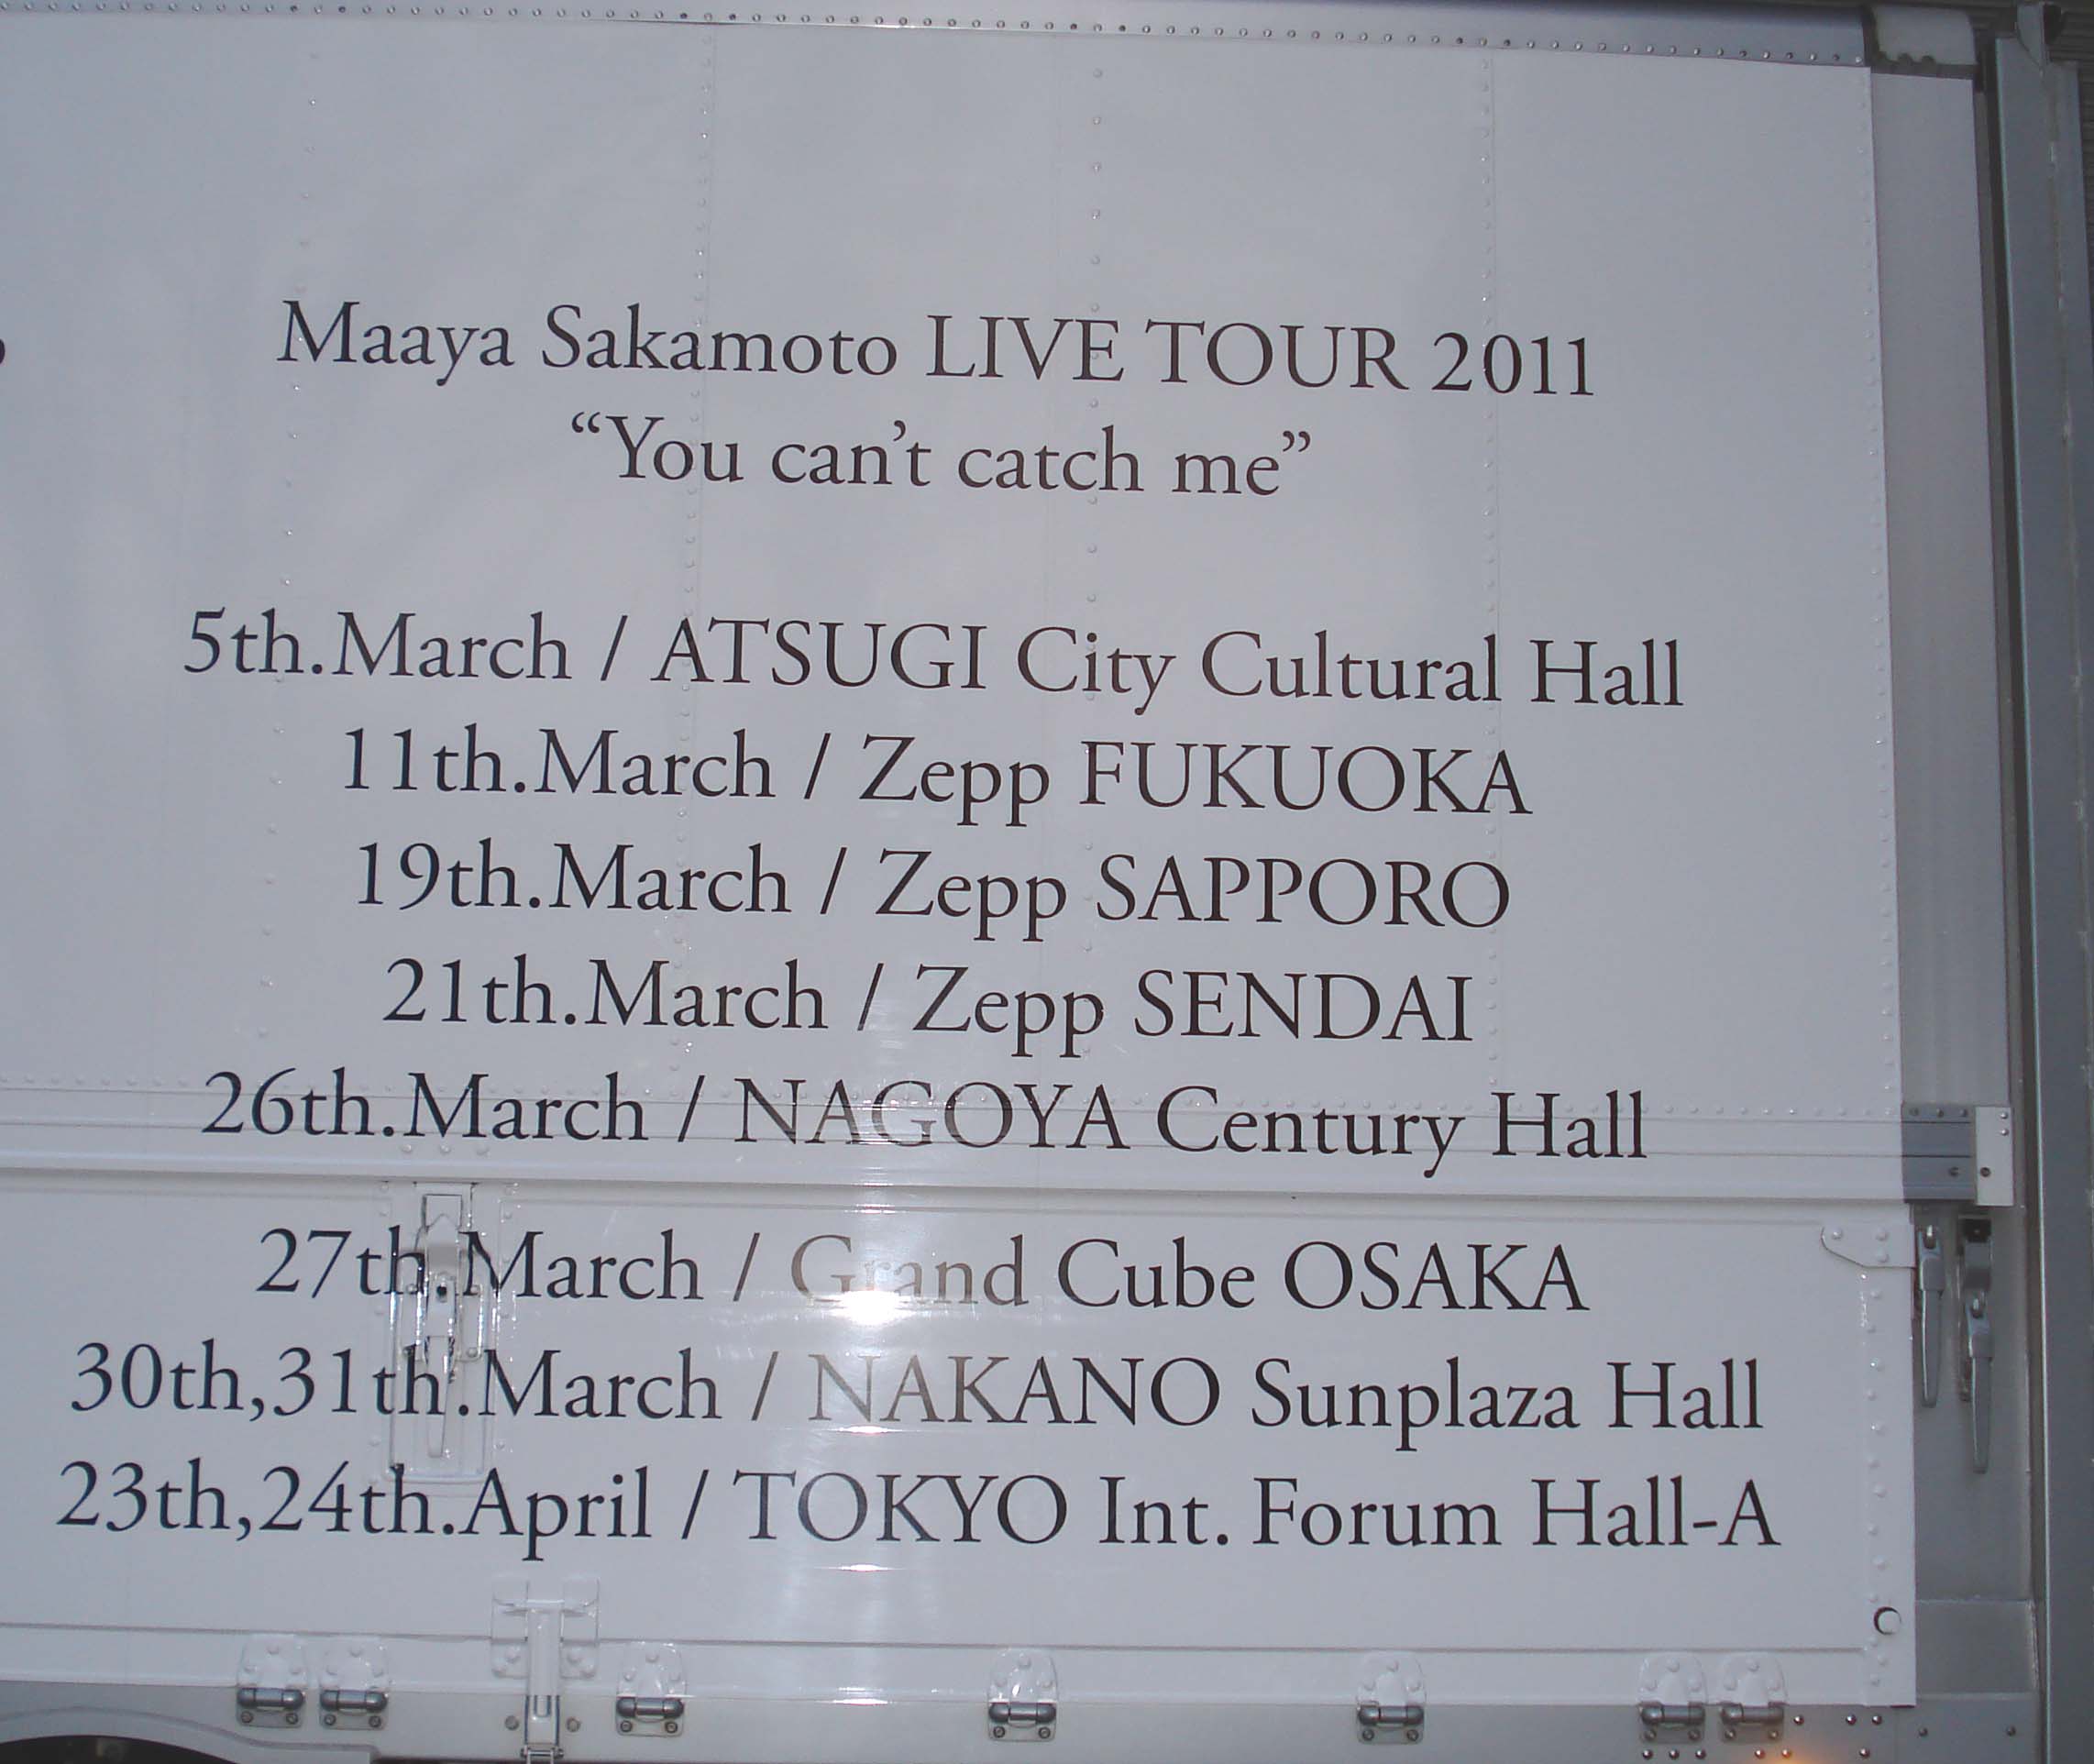 Maaya Sakamoto LIVE TOUR 2011
“You can’t catch me”
5th.March / ATSUGI City Cultural Hall
11th.March / Zepp FUKUOKA
19th.March / Zepp SAPPORO
21th.March / Zepp SENDAI
26th.March / NAGOYA Century Hall
27th.March / Grand Cube OSAKA
30th,31th.March / NAKANO Sunplaza Hall
23th,24th.April / TOKYO Int. Forum Hall-A